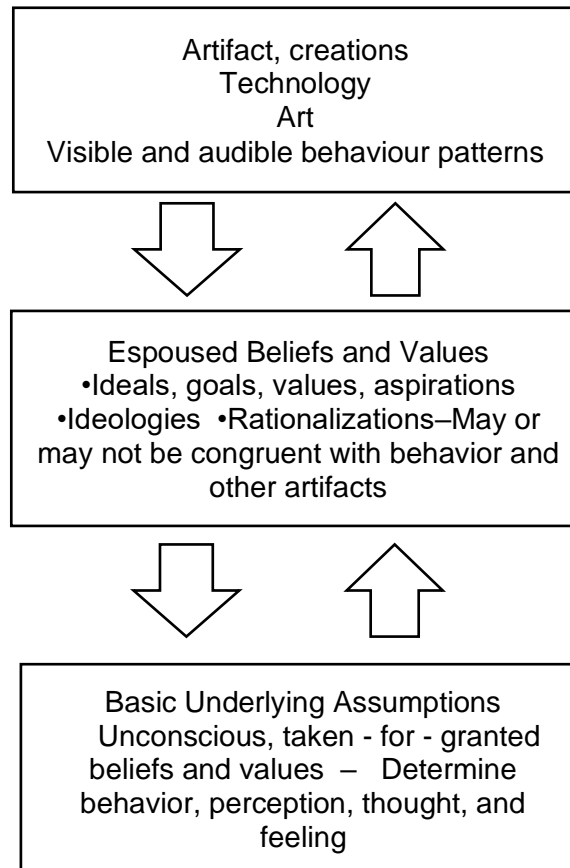 Artifact, creations
Technology
Art
Visible and audible behaviour patterns
Espoused Beliefs and Values
•Ideals, goals, values, aspirations
•Ideologies •Rationalizations–May or
may not be congruent with behavior and
other artifacts
Basic Underlying Assumptions
Unconscious, taken - for - granted
beliefs and values – Determine
behavior, perception, thought, and
feeling